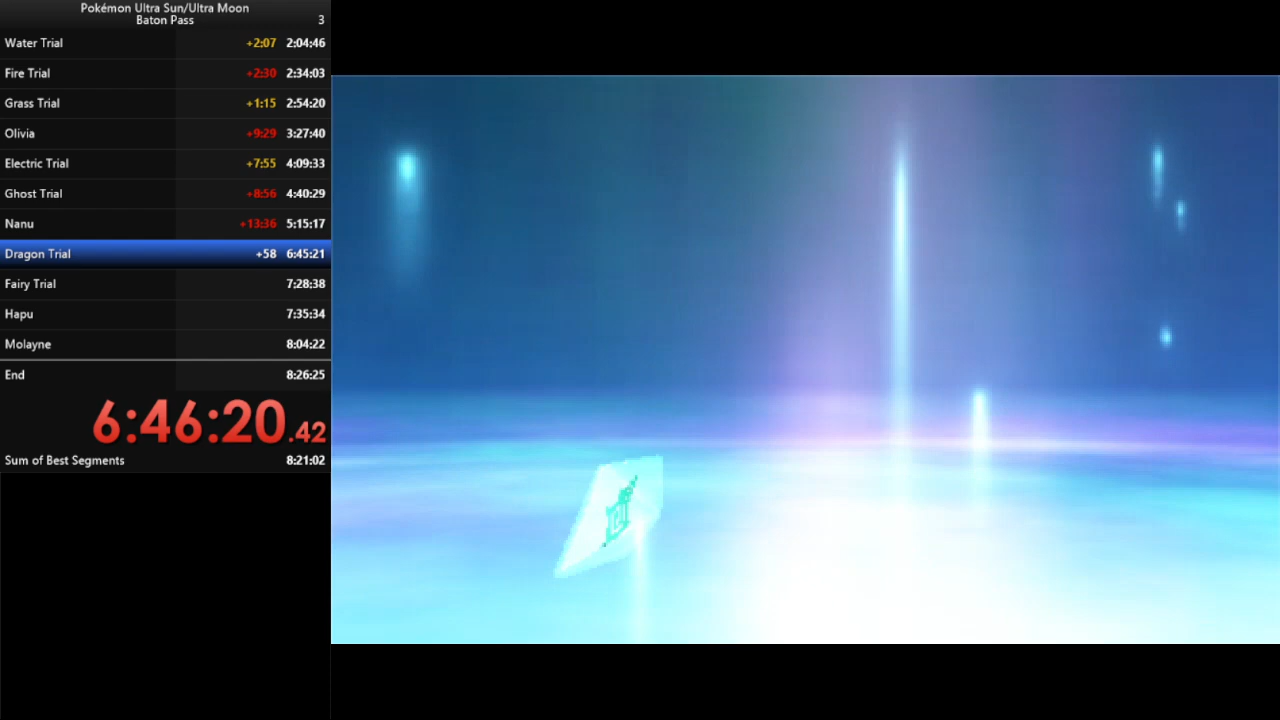 Pokémon Ultra Sun/Ultra Moon
Baton Pass 3
Water Trial +2:07 2:04:46
Fire Trial +2:30 2:34:03
Grass Trial +1:15 2:54:20
Olivia +9:29 3:27:40
Electric Trial +7:55 4:09:33
Ghost Trial +8:56 4:40:29
Nanu +13:36 5:15:17
Dragon Trial +58 6:45:21
Fairy Trial 7:28:38
Hapu 7:35:34
Molayne 8:04:22
End 8:26:25
6:46:20.42
Sum of Best Segments 8:21:02